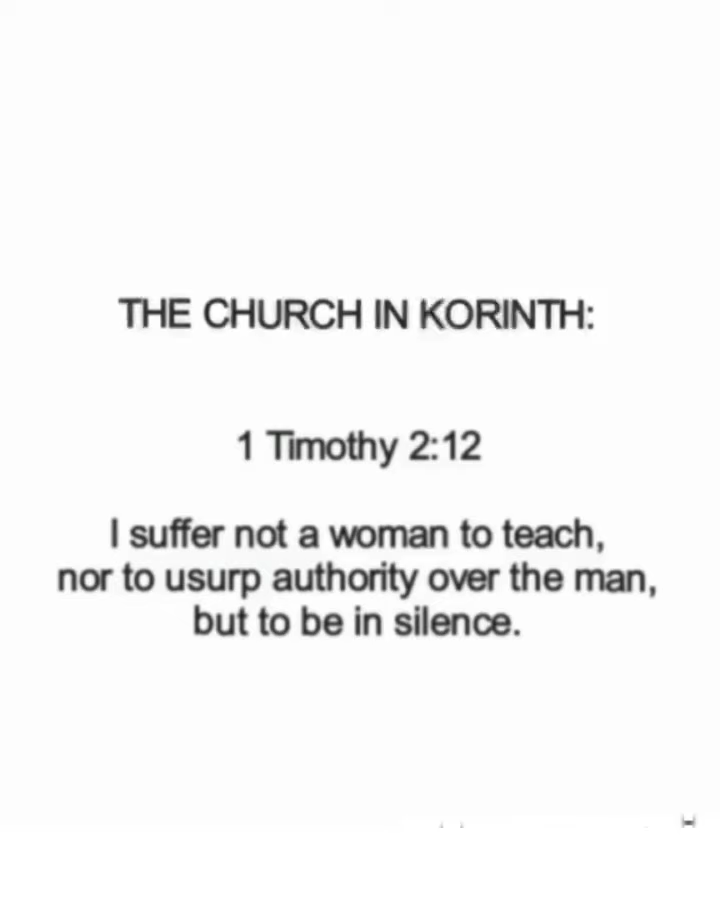 THE CHURCH IN KORINTH:
1 Timothy 2:12
I suffer not a woman to teach,
nor to usurp authority over the man,
but to be in silence.